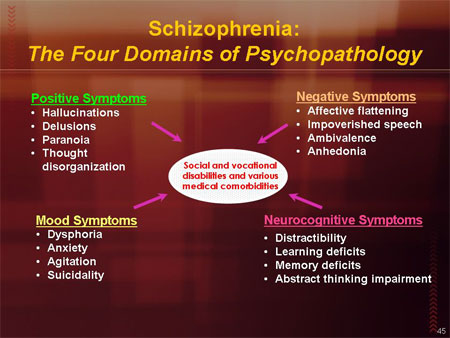 Schizophrenia:
The Four Domains of Psychopathology
Positive Symptoms
• Hallucinations
• Delusions
• Paranoia
• Thought
disorganization
Negative Symptoms
• Affective flattening
• Impoverished speech
• Ambivalence
• Anhedonia
Social and vocational
disabilities and various
medical comorbidities
Mood Symptoms
• Dysphoria
• Anxiety
• Agitation
• Suicidality
Neurocognitive Symptoms
• Distractibility
• Learning deficits
• Memory deficits
• Abstract thinking impairment
45